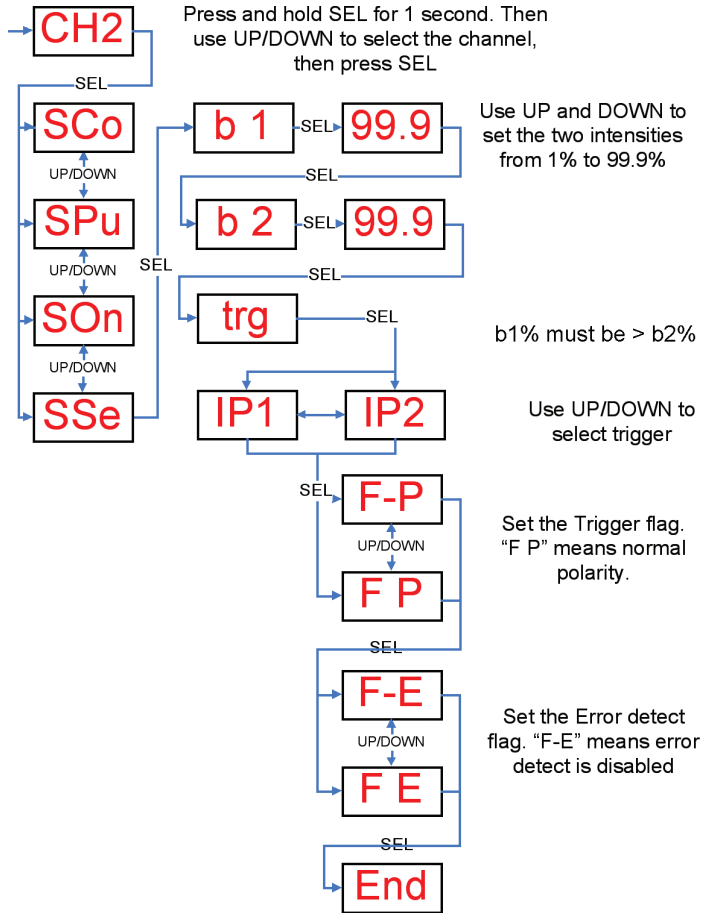 CH2
Press and hold SEL for 1 second. Then
use UP/DOWN to select the channel,
then press SEL
SEL
SCo
UP/DOWN
SPu
UP/DOWN
SOn
UP/DOWN
SSe
SEL
b 1
SEL
99.9
Use UP and DOWN to
set the two intensities
from 1% to 99.9%
SEL
b 2
SEL
99.9
SEL
trg
SEL
b1% must be > b2%
IP1
IP2
Use UP/DOWN to
select trigger
SEL
F-P
UP/DOWN
F P
Set the Trigger flag.
“F P” means normal
polarity.
SEL
F-E
UP/DOWN
F E
Set the Error detect
flag. “F-E” means error
detect is disabled
SEL
End